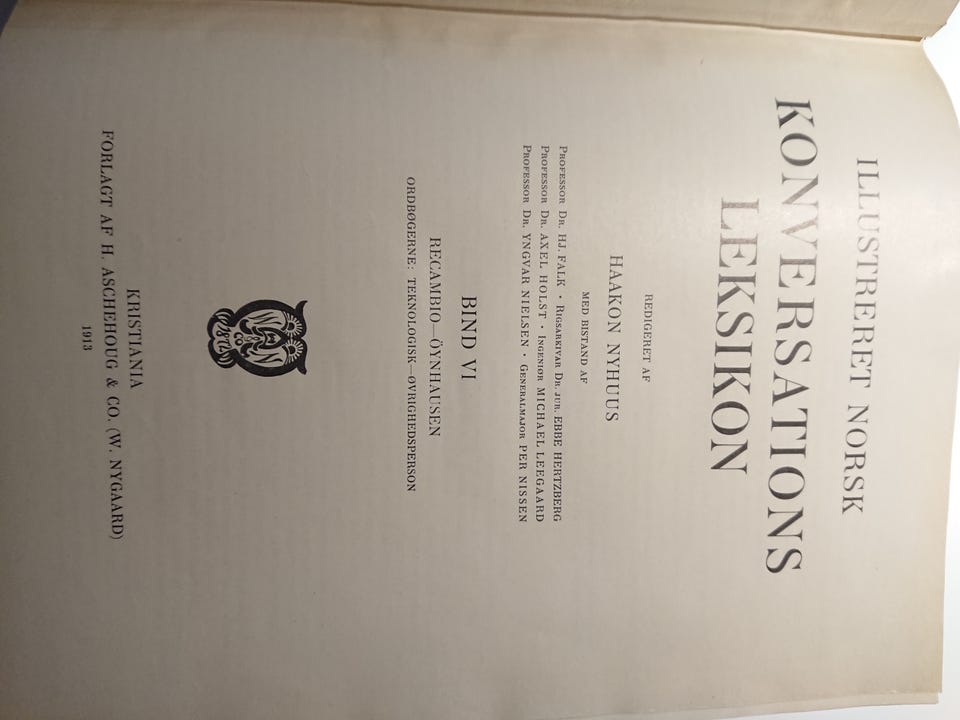 ILLUSTRERET NORSK
KONVERSATIONS
LEKSIKON
REDIGERET AF
HAAKON NYHUUS
MED BISTAND AF
PROFESSOR DR. HJ. FALK · RIGSARKIVAR DR. JUR. EBBE HERTZBERG
PROFESSOR DR. AXEL HOLST · INGENIØR MICHAEL LEEGAARD
PROFESSOR DR. YNGVAR NIELSEN · GENERALMAJOR PER NISSEN
BIND VI
RECAMBIO—ÖYNHAUSEN
ORDBØGERNE: TEKNOLOGISK—ØVRIGHEDSPERSON
1872
KRISTIANIA
FORLAGT AF H. ASCHEHOUG & CO. (W. NYGAARD)
1913